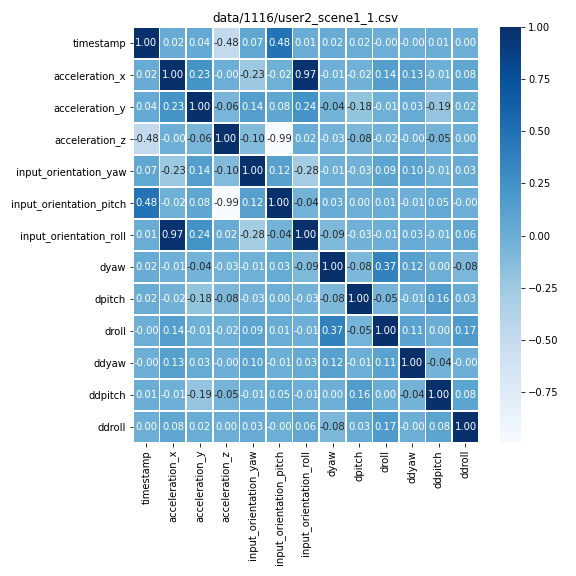 data/1116/user2_scene1_1.csv
timestamp 1.00 0.02 0.04 -0.48 0.07 0.48 0.01 0.02 0.02 -0.00 -0.00 0.01 0.00
acceleration_x 0.02 1.00 0.23 -0.00 -0.23 -0.02 0.97 -0.01 -0.02 0.14 0.13 -0.01 0.08
acceleration_y 0.04 0.23 1.00 -0.06 0.14 0.08 0.24 -0.04 -0.18 -0.01 0.03 -0.19 0.02
acceleration_z -0.48 -0.00 -0.06 1.00 -0.10 -0.99 0.02 -0.03 -0.08 -0.02 -0.00 -0.05 0.00
input_orientation_yaw 0.07 -0.23 0.14 -0.10 1.00 0.12 -0.28 -0.01 -0.03 0.09 0.10 -0.01 0.03
input_orientation_pitch 0.48 -0.02 0.08 -0.99 0.12 1.00 -0.04 0.03 0.00 0.01 -0.01 0.05 -0.00
input_orientation_roll 0.01 0.97 0.24 0.02 -0.28 -0.04 1.00 -0.09 -0.03 -0.01 0.03 -0.01 0.06
dyaw 0.02 -0.01 -0.04 -0.03 -0.01 0.03 -0.09 1.00 -0.08 0.37 0.12 0.00 -0.08
dpitch 0.02 -0.02 -0.18 -0.08 -0.03 0.00 -0.03 -0.08 1.00 -0.05 -0.01 0.16 0.03
droll -0.00 0.14 -0.01 -0.02 0.09 0.01 -0.01 0.37 -0.05 1.00 0.11 0.00 0.17
ddyaw -0.00 0.13 0.03 -0.00 0.10 -0.01 0.03 0.12 -0.01 0.11 1.00 -0.04 -0.00
ddpitch 0.01 -0.01 -0.19 -0.05 -0.01 0.05 -0.01 0.00 0.16 0.00 -0.04 1.00 0.08
ddroll 0.00 0.08 0.02 0.00 0.03 -0.00 0.06 -0.08 0.03 0.17 -0.00 0.08 1.00
timestamp
acceleration_x
acceleration_y
acceleration_z
input_orientation_yaw
input_orientation_pitch
input_orientation_roll
dyaw
dpitch
droll
ddyaw
ddpitch
ddroll
1.00
0.75
0.50
0.25
0.00
-0.25
-0.50
-0.75